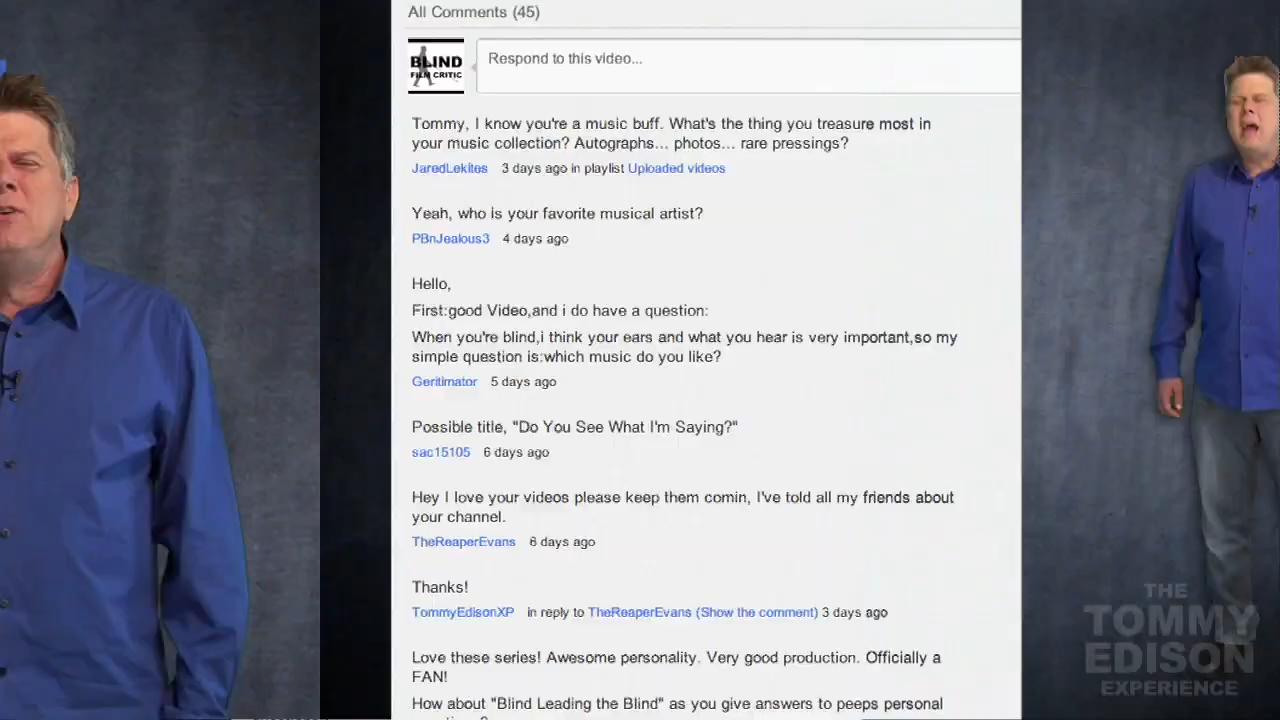 All Comments (45)
BLIND
FILM CRITIC
Respond to this video...
Tommy, I know you're a music buff. What's the thing you treasure most in
your music collection? Autographs... photos... rare pressings?
JaredLekites 3 days ago in playlist Uploaded videos
Yeah, who is your favorite musical artist?
PBnJealous3 4 days ago
Hello,
First:good Video,and i do have a question:
When you're blind,i think your ears and what you hear is very important,so my
simple question is:which music do you like?
Geritimator 5 days ago
Possible title, "Do You See What I'm Saying?"
sac15105 6 days ago
Hey I love your videos please keep them comin, I've told all my friends about
your channel.
TheReaperEvans 6 days ago
Thanks!
TommyEdisonXP in reply to TheReaperEvans (Show the comment) 3 days ago
Love these series! Awesome personality. Very good production. Officially a
FAN!
How about "Blind Leading the Blind" as you give answers to peeps personal
THE
TOMMY
EDISON
EXPERIENCE